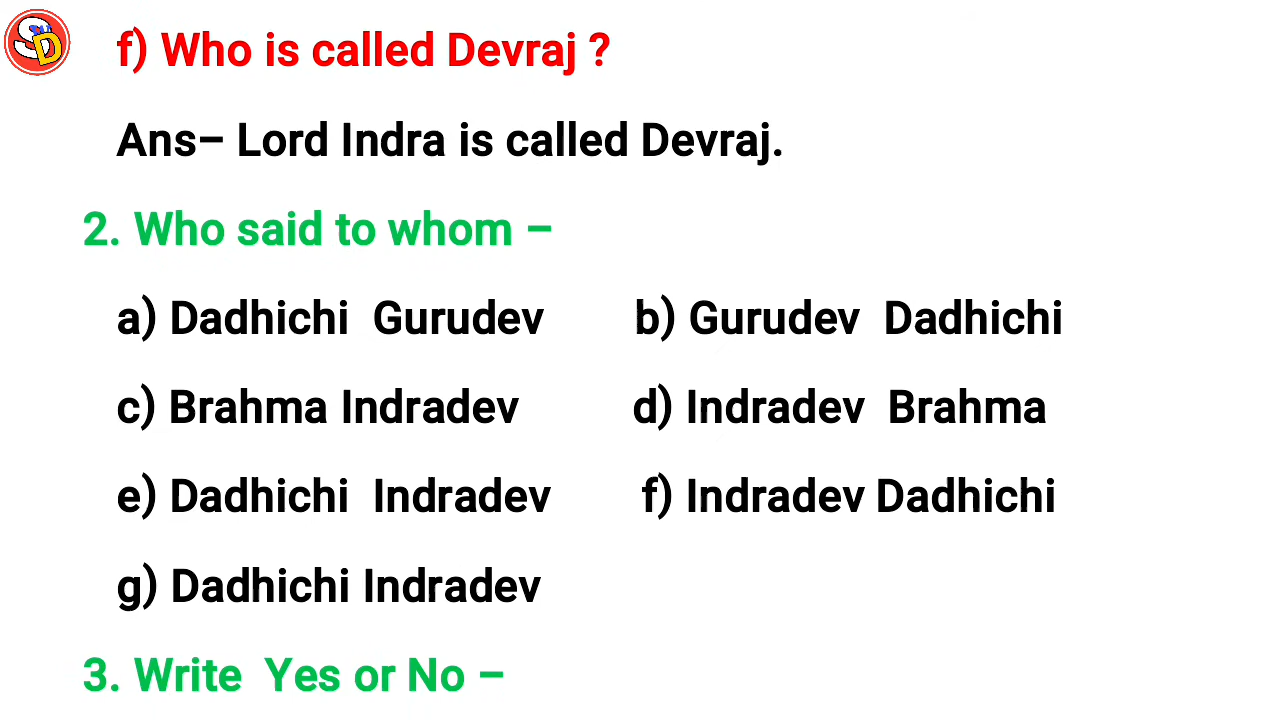 SD
f) Who is called Devraj ?
Ans– Lord Indra is called Devraj.
2. Who said to whom –
a) Dadhichi Gurudev b) Gurudev Dadhichi
c) Brahma Indradev d) Indradev Brahma
e) Dadhichi Indradev f) Indradev Dadhichi
g) Dadhichi Indradev
3. Write Yes or No –